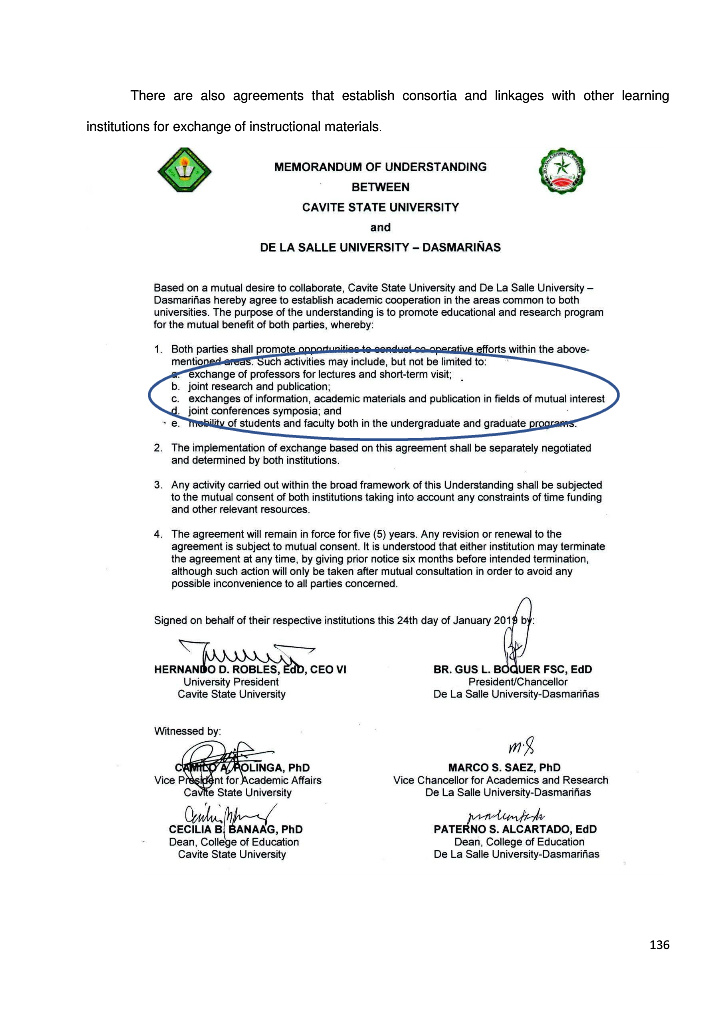 There are also agreements that establish consortia and linkages with other learning
institutions for exchange of instructional materials.
MEMORANDUM OF UNDERSTANDING
BETWEEN
CAVITE STATE UNIVERSITY
and
DE LA SALLE UNIVERSITY – DASMARIÑAS
Based on a mutual desire to collaborate, Cavite State University and De La Salle University –
Dasmariñas hereby agree to establish academic cooperation in the areas common to both
universities. The purpose of the understanding is to promote educational and research program
for the mutual benefit of both parties, whereby:
1. Both parties shall promote opportunities to conduct co-operative efforts within the above-
mentioned areas. Such activities may include, but not be limited to:
a. exchange of professors for lectures and short-term visit;
b. joint research and publication;
c. exchanges of information, academic materials and publication in fields of mutual interest
d. joint conferences symposia; and
e. mobility of students and faculty both in the undergraduate and graduate programs.
2. The implementation of exchange based on this agreement shall be separately negotiated
and determined by both institutions.
3. Any activity carried out within the broad framework of this Understanding shall be subjected
to the mutual consent of both institutions taking into account any constraints of time funding
and other relevant resources.
4. The agreement will remain in force for five (5) years. Any revision or renewal to the
agreement is subject to mutual consent. It is understood that either institution may terminate
the agreement at any time, by giving prior notice six months before intended termination,
although such action will only be taken after mutual consultation in order to avoid any
possible inconvenience to all parties concerned.
Signed on behalf of their respective institutions this 24th day of January 2019 by:
HERNANDO D. ROBLES, EdD, CEO VI
University President
Cavite State University
BR. GUS L. BOQUER FSC, EdD
President/Chancellor
De La Salle University-Dasmariñas
Witnessed by:
CAMILO A. POLINGA, PhD
Vice President for Academic Affairs
Cavite State University
MARCO S. SAEZ, PhD
Vice Chancellor for Academics and Research
De La Salle University-Dasmariñas
CECILIA B. BANAAG, PhD
Dean, College of Education
Cavite State University
PATERNO S. ALCARTADO, EdD
Dean, College of Education
De La Salle University-Dasmariñas
136